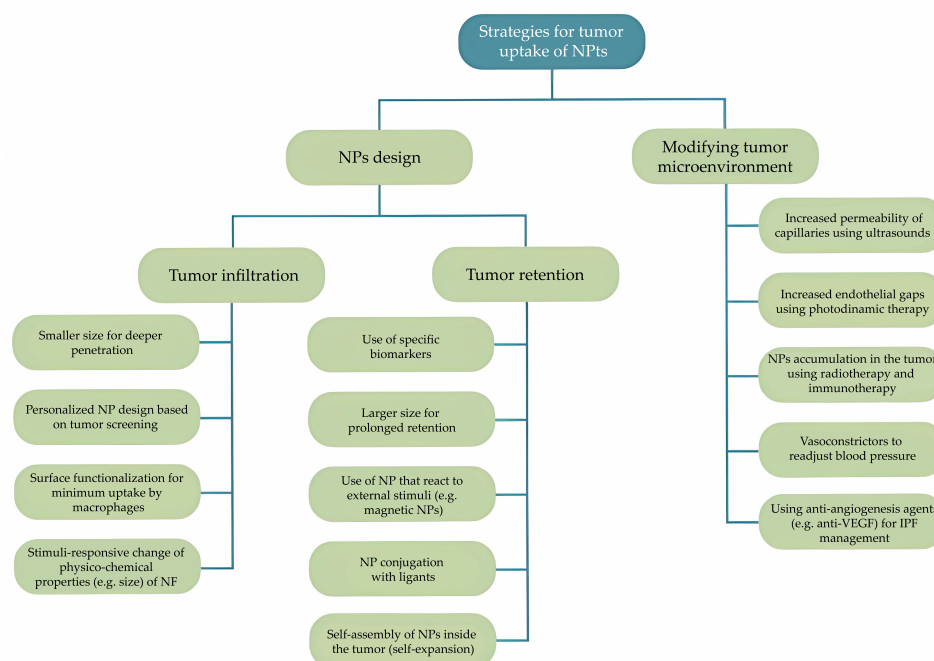 Strategies for tumor
uptake of NPts
NPs design
Modifying tumor
microenvironment
Tumor infiltration
Tumor retention
Smaller size for deeper
penetration
Personalized NP design based
on tumor screening
Surface functionalization for
minimum uptake by
macrophages
Stimuli-responsive change of
physico-chemical
properties (e.g. size) of NF
Use of specific
biomarkers
Larger size for
prolonged retention
Use of NP that react to
external stimuli (e.g.
magnetic NPs)
NP conjugation
with ligants
Self-assembly of NPs inside
the tumor (self-expansion)
Increased permeability of
capillaries using ultrasounds
Increased endothelial gaps
using photodinamic therapy
NPs accumulation in the tumor
using radiotherapy and
immunotherapy
Vasoconstrictors to
readjust blood pressure
Using anti-angiogenesis agents
(e.g. anti-VEGF) for IPF
management